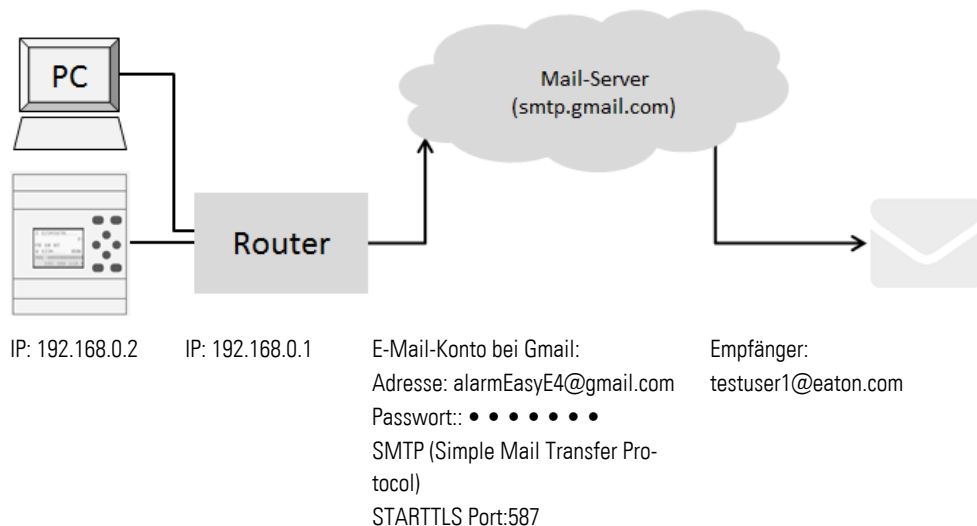 PC
Mail-Server
(smtp.gmail.com)
Router
IP: 192.168.0.2
IP: 192.168.0.1
E-Mail-Konto bei Gmail:
Adresse: alarmEasyE4@gmail.com
Passwort:: • • • • • • •
SMTP (Simple Mail Transfer Pro-
tocol)
STARTTLS Port:587
Empfänger:
testuser1@eaton.com